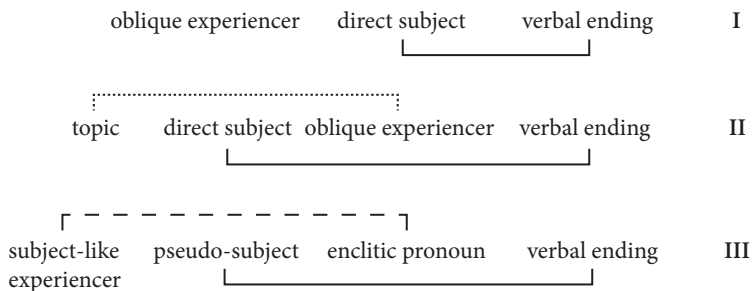 oblique experiencer direct subject verbal ending I
topic direct subject oblique experiencer verbal ending II
subject-like experiencer pseudo-subject enclitic pronoun verbal ending III